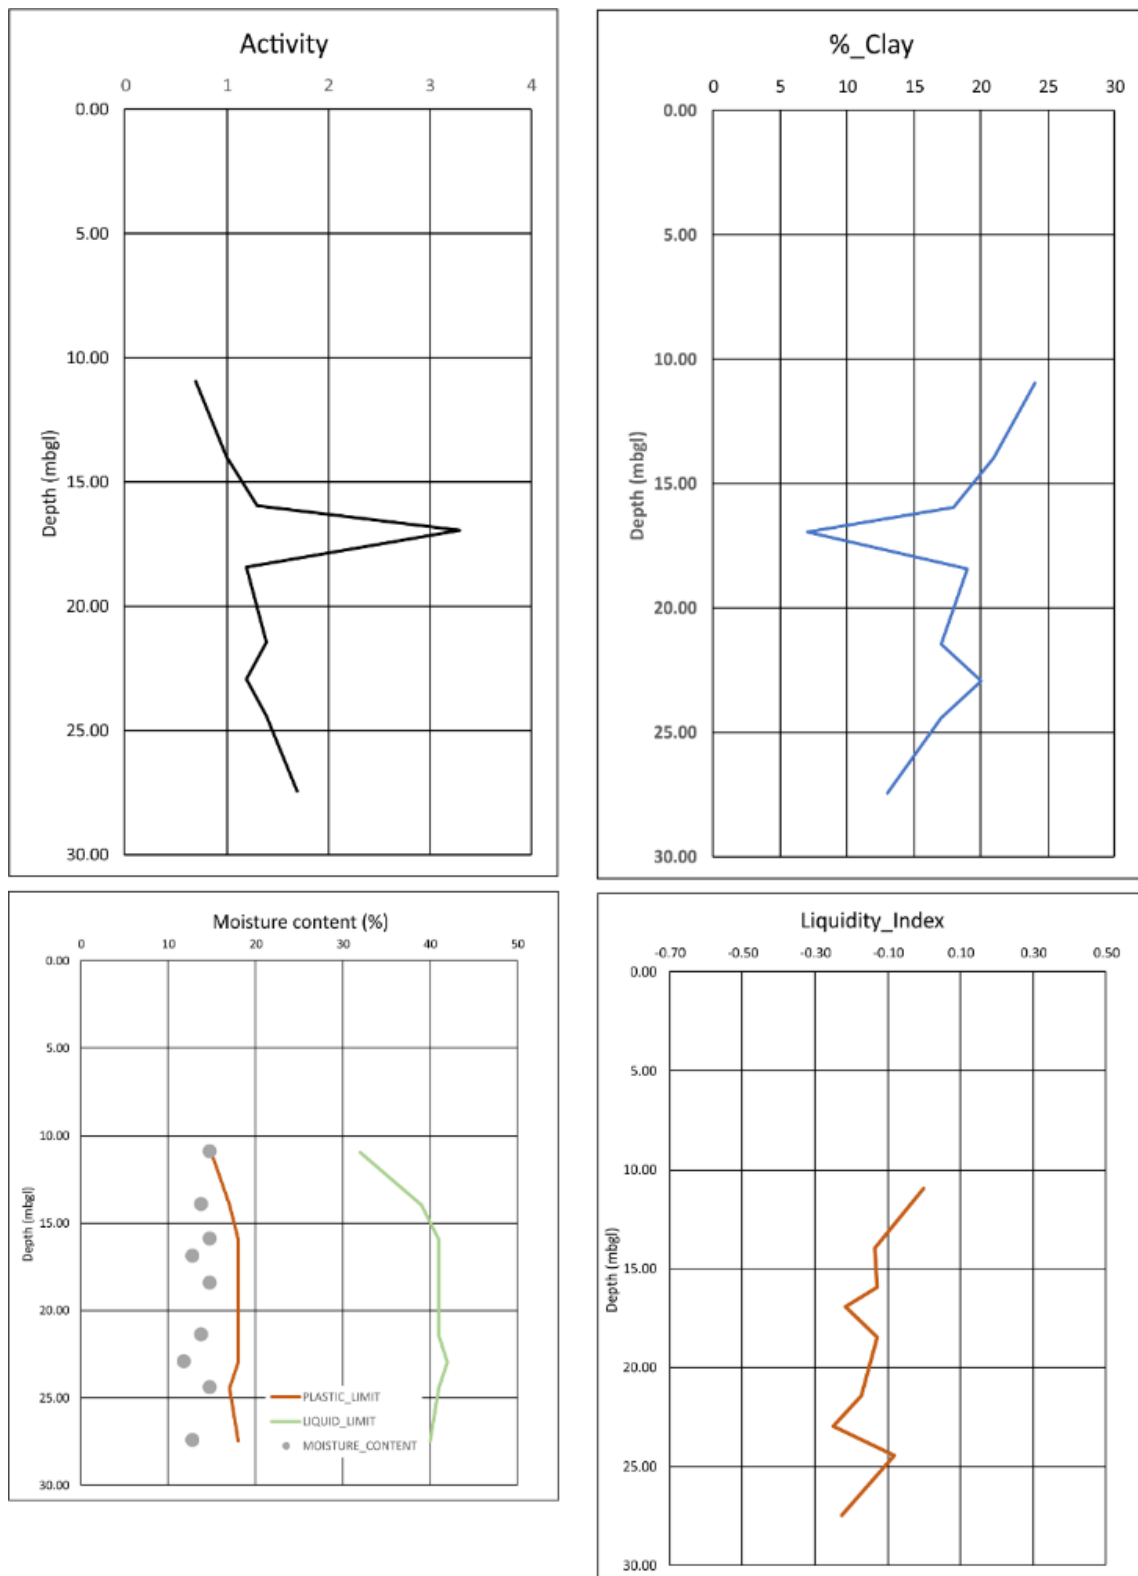 Activity
0 1 2 3 4
0.00
5.00
10.00
15.00
20.00
25.00
30.00
Depth (mbgl)
%_Clay
0 5 10 15 20 25 30
0.00
5.00
10.00
15.00
20.00
25.00
30.00
Depth (mbgl)
Moisture content (%)
0 10 20 30 40 50
0.00
5.00
10.00
15.00
20.00
25.00
30.00
Depth (mbgl)
PLASTIC_LIMIT
LIQUID_LIMIT
MOISTURE_CONTENT
Liquidity_Index
-0.70 -0.50 -0.30 -0.10 0.10 0.30 0.50
0.00
5.00
10.00
15.00
20.00
25.00
30.00
Depth (mbgl)